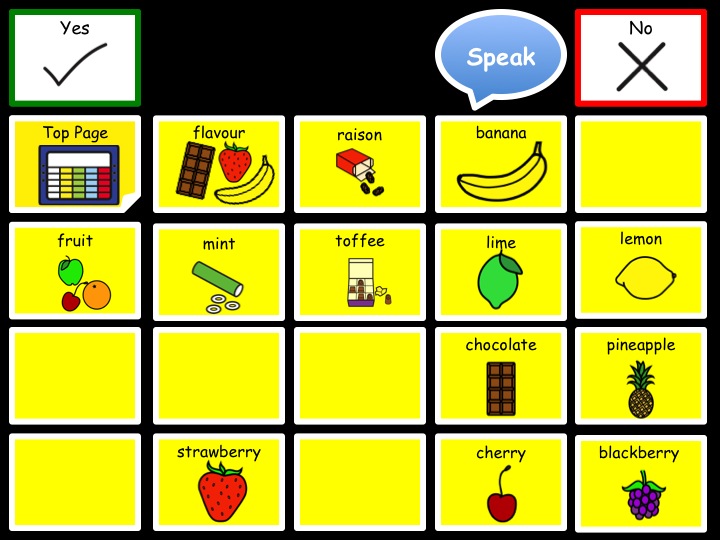 Yes
Speak
No
Top Page
flavour
raison
banana
fruit
mint
toffee
lime
lemon
chocolate
pineapple
strawberry
cherry
blackberry